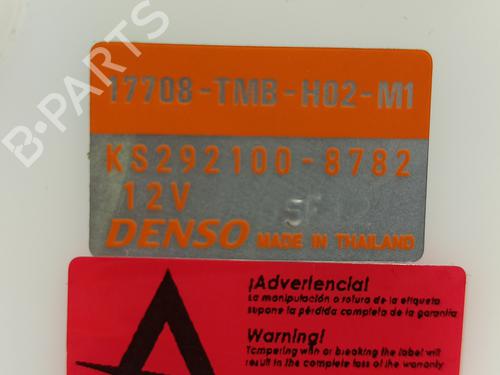 B-PARTS
17708-TMB-H02-M1
KS292100-8782
12V
DENSO MADE IN THAILAND
¡Advertencia!
La manipulación o rotura de la etiqueta
supone la pérdida completa de la garantía
Warning!
Tampering with or breaking the label will
result in the complete loss of the warranty